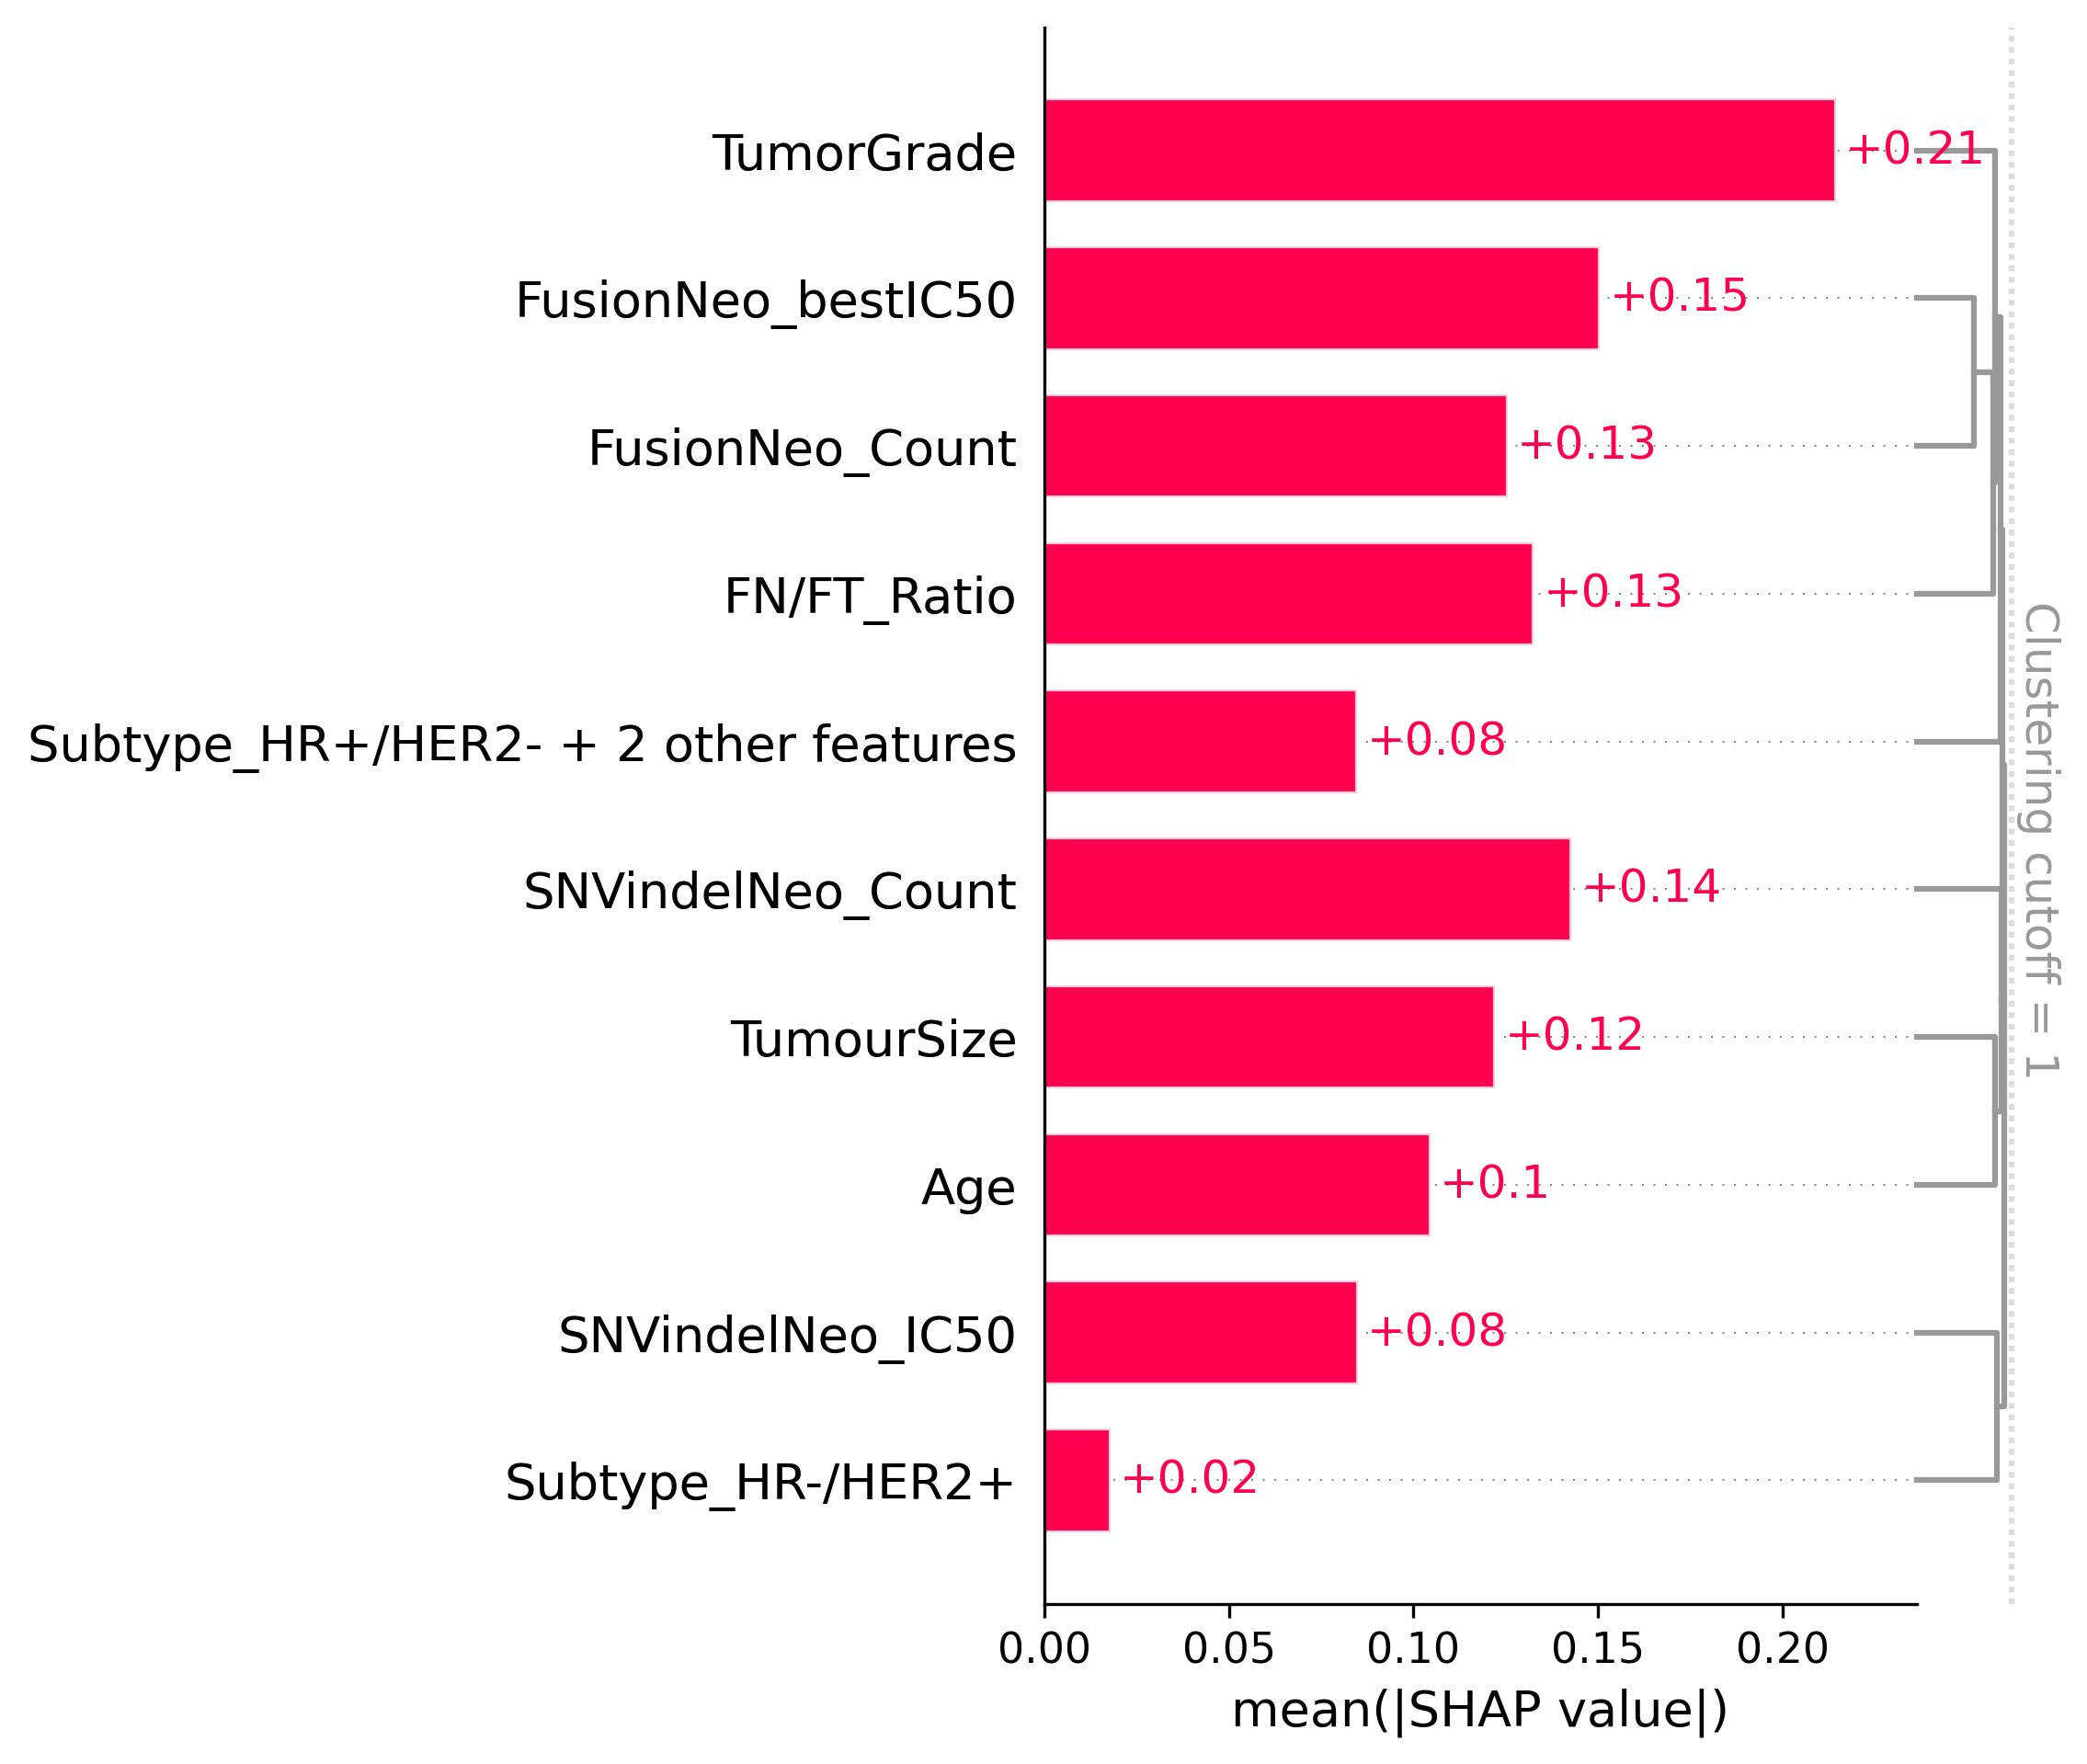 TumorGrade +0.21
FusionNeo_bestIC50 +0.15
FusionNeo_Count +0.13
FN/FT_Ratio +0.13
Subtype_HR+/HER2- + 2 other features +0.08
SNVindelNeo_Count +0.14
TumourSize +0.12
Age +0.1
SNVindelNeo_IC50 +0.08
Subtype_HR-/HER2+ +0.02
Clustering cutoff = 1
0.00 0.05 0.10 0.15 0.20
mean(|SHAP value|)